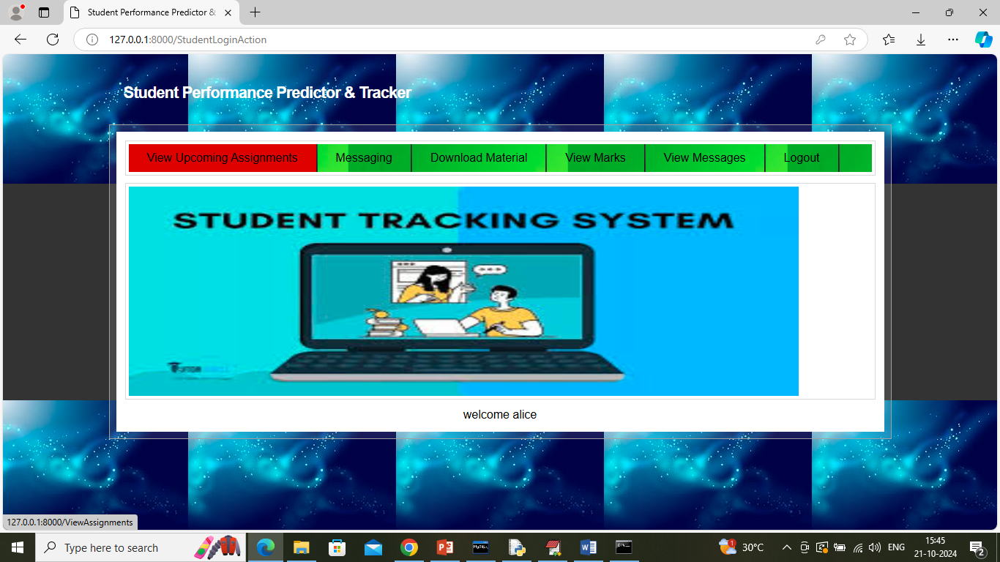 Student Performance Predictor &
127.0.0.1:8000/StudentLoginAction
Student Performance Predictor & Tracker
View Upcoming Assignments
Messaging
Download Material
View Marks
View Messages
Logout
STUDENT TRACKING SYSTEM
welcome alice
127.0.0.1:8000/ViewAssignments
Type here to search
30°C
ENG
15:45
21-10-2024
2